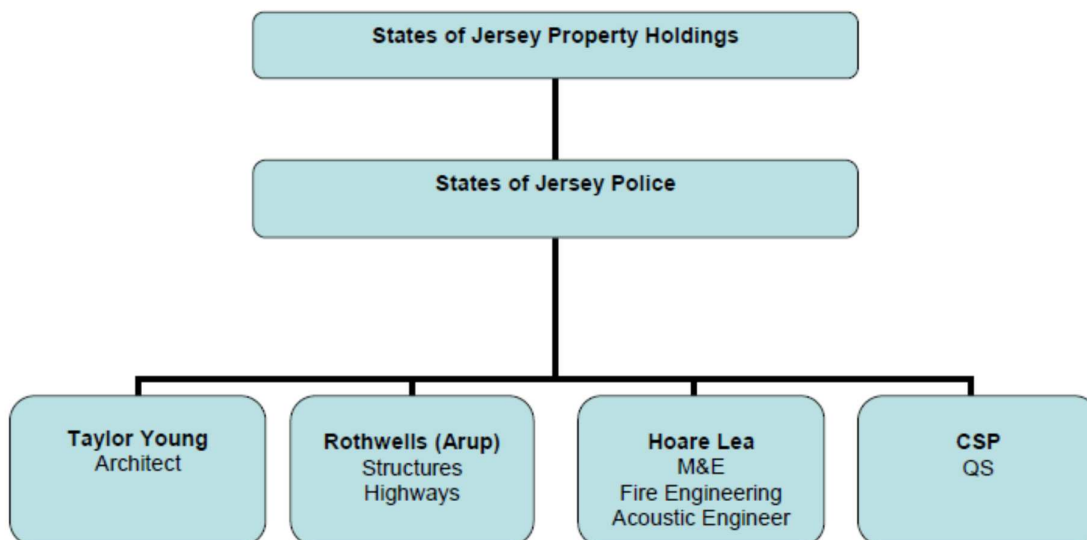 States of Jersey Property Holdings
States of Jersey Police
Taylor Young
Architect
Rothwells (Arup)
Structures
Highways
Hoare Lea
M&E
Fire Engineering
Acoustic Engineer
CSP
QS